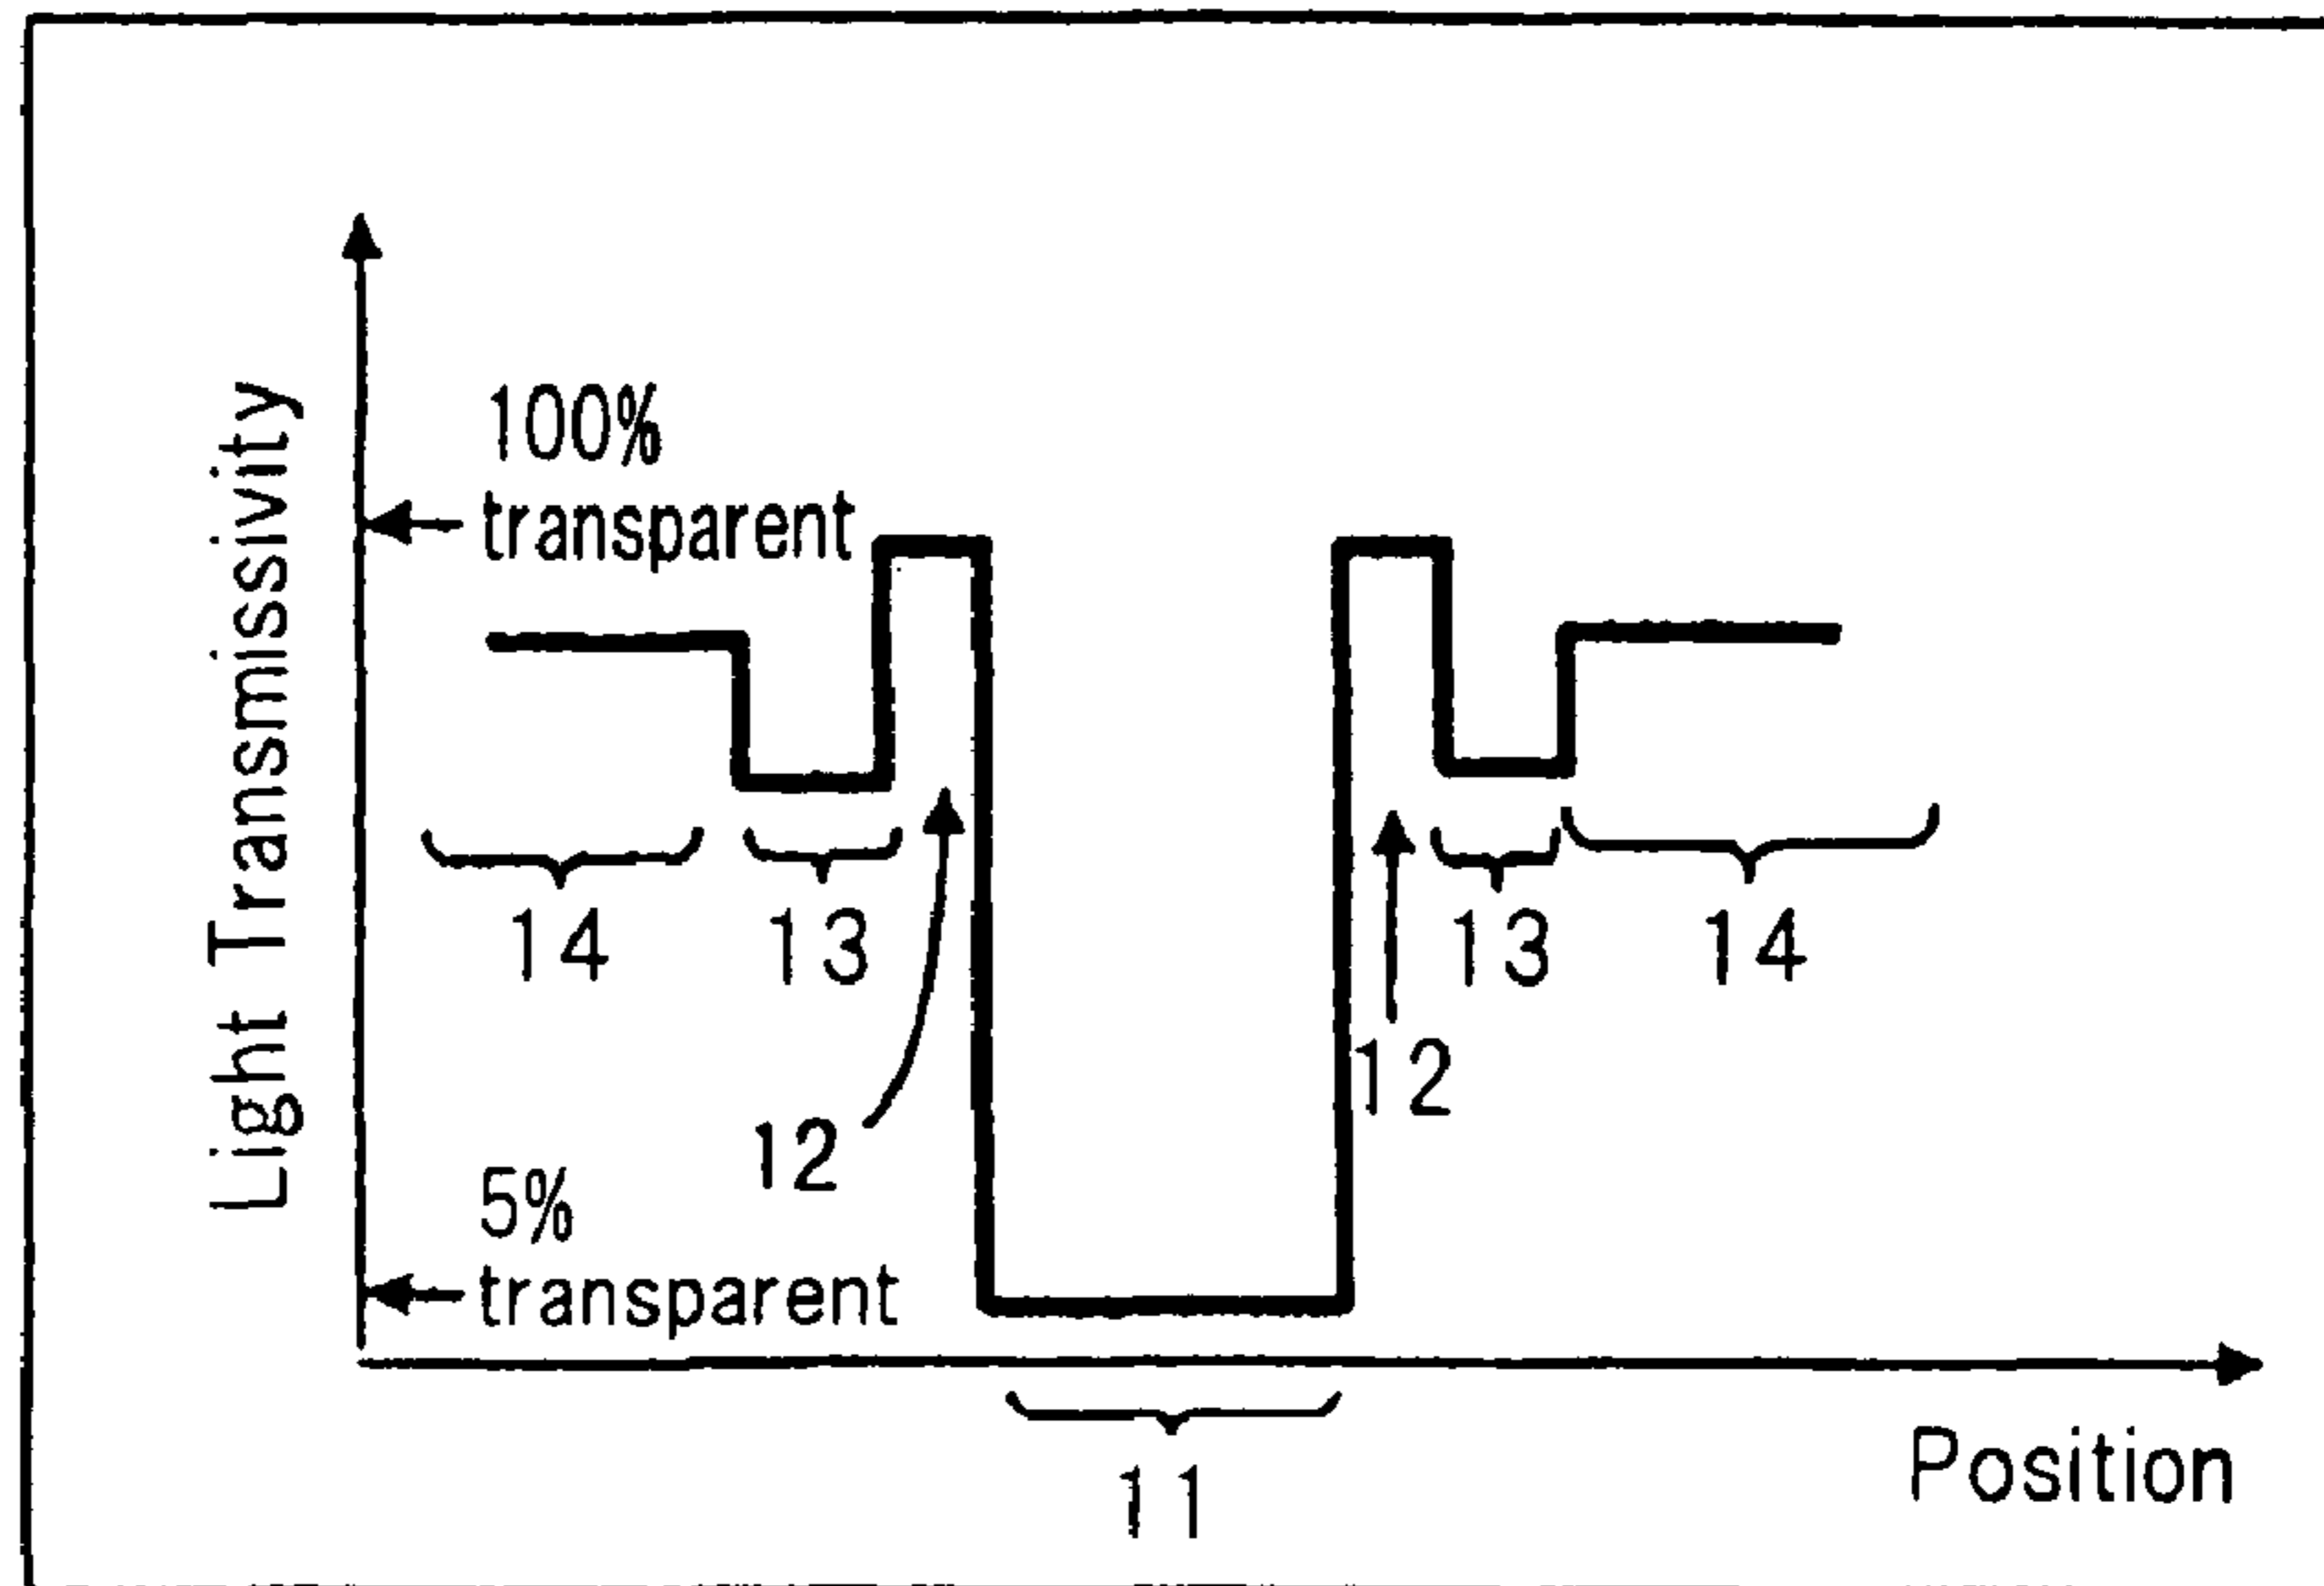 Light Transmissivity
100%
transparent
14
13
12
12
13
14
5%
transparent
11
Position